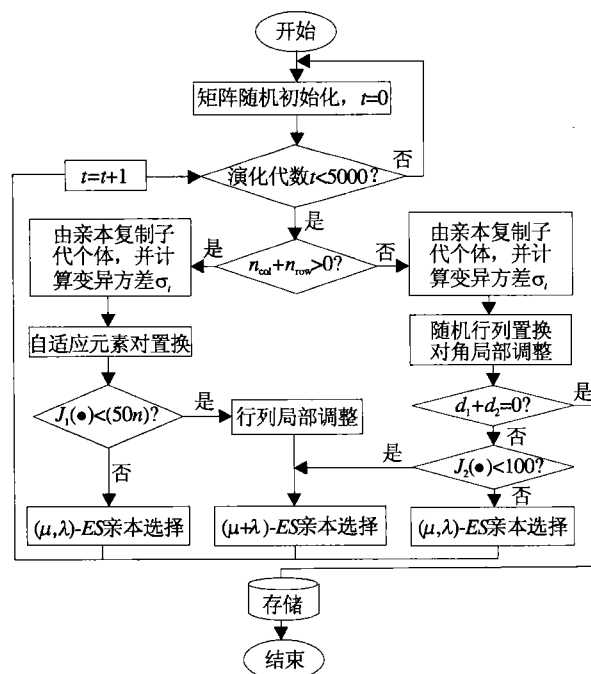 开始
矩阵随机初始化，t=0
t=t+1
演化代数t<5000？
否
是
由亲本复制子
代个体，并计
算变异方差σt
是
ncol+nrow>0?
否
由亲本复制子
代个体，并计
算变异方差σt
自适应元素对置换
随机行列置换
对角局部调整
J1(●)<(50n)?
是
行列局部调整
d1+d2=0?
是
否
是
J2(●)<100?
否
否
(μ,λ)-ES亲本选择
(μ+λ)-ES亲本选择
(μ,λ)-ES亲本选择
存储
结束